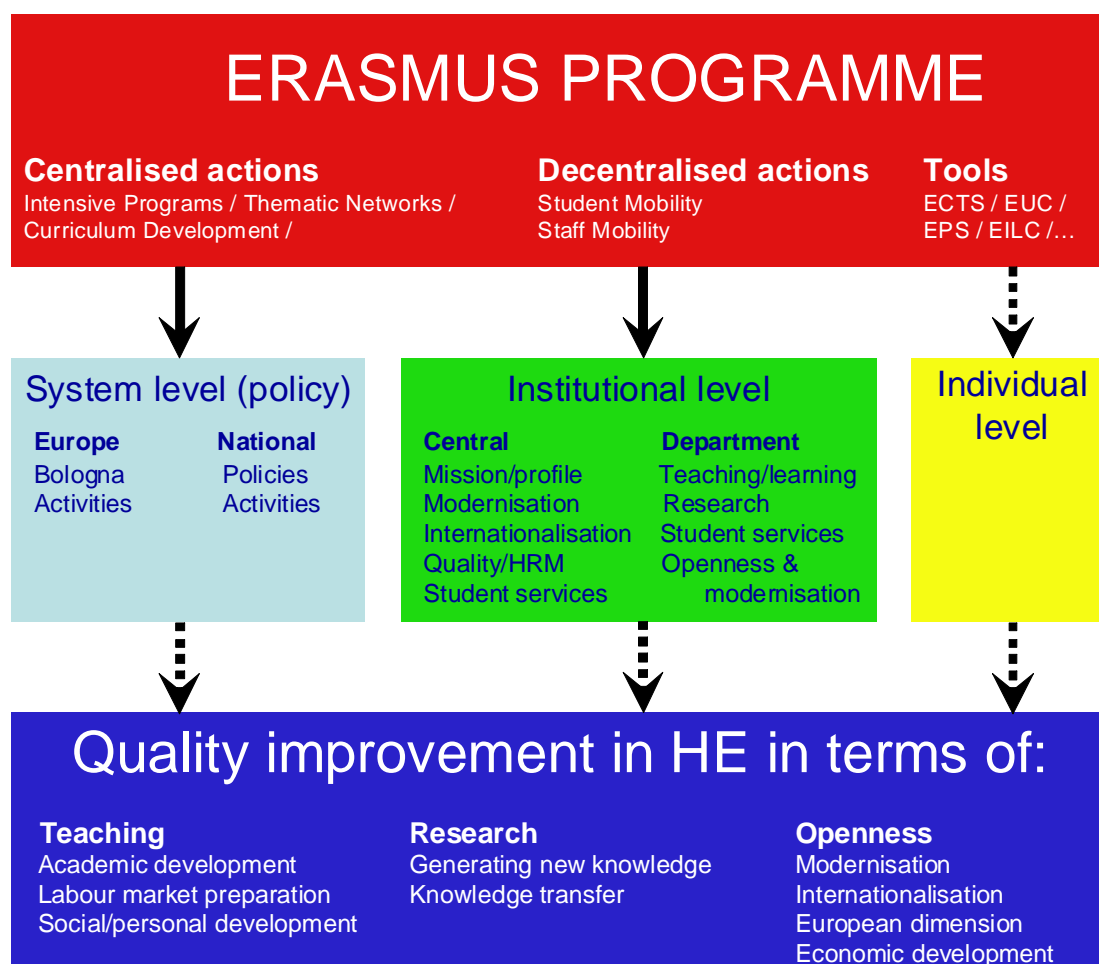 ERASMUS PROGRAMME
Centralised actions
Intensive Programs / Thematic Networks /
Curriculum Development /
Decentralised actions
Student Mobility
Staff Mobility
Tools
ECTS / EUC /
EPS / EILC /…
System level (policy)
Europe
Bologna
Activities
National
Policies
Activities
Institutional level
Central
Mission/profile
Modernisation
Internationalisation
Quality/HRM
Student services
Department
Teaching/learning
Research
Student services
Openness &
modernisation
Individual
level
Quality improvement in HE in terms of:
Teaching
Academic development
Labour market preparation
Social/personal development
Research
Generating new knowledge
Knowledge transfer
Openness
Modernisation
Internationalisation
European dimension
Economic development